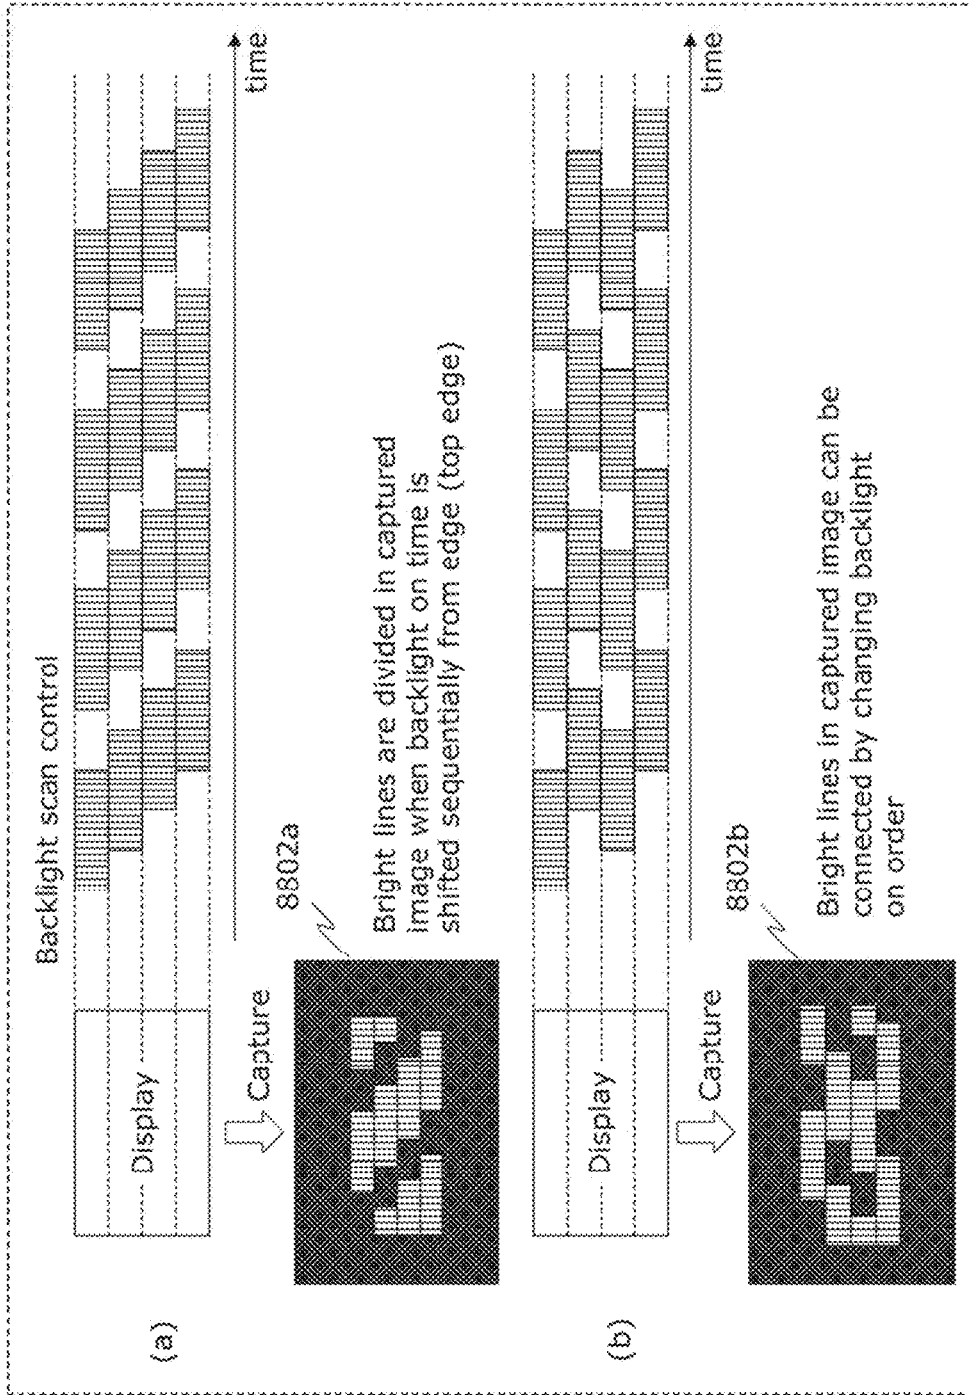 Backlight scan control
(a)
Display
time
Capture
8802a
Bright lines are divided in captured
image when backlight on time is
shifted sequentially from edge (top edge)
(b)
Display
time
Capture
8802b
Bright lines in captured image can be
connected by changing backlight
on order